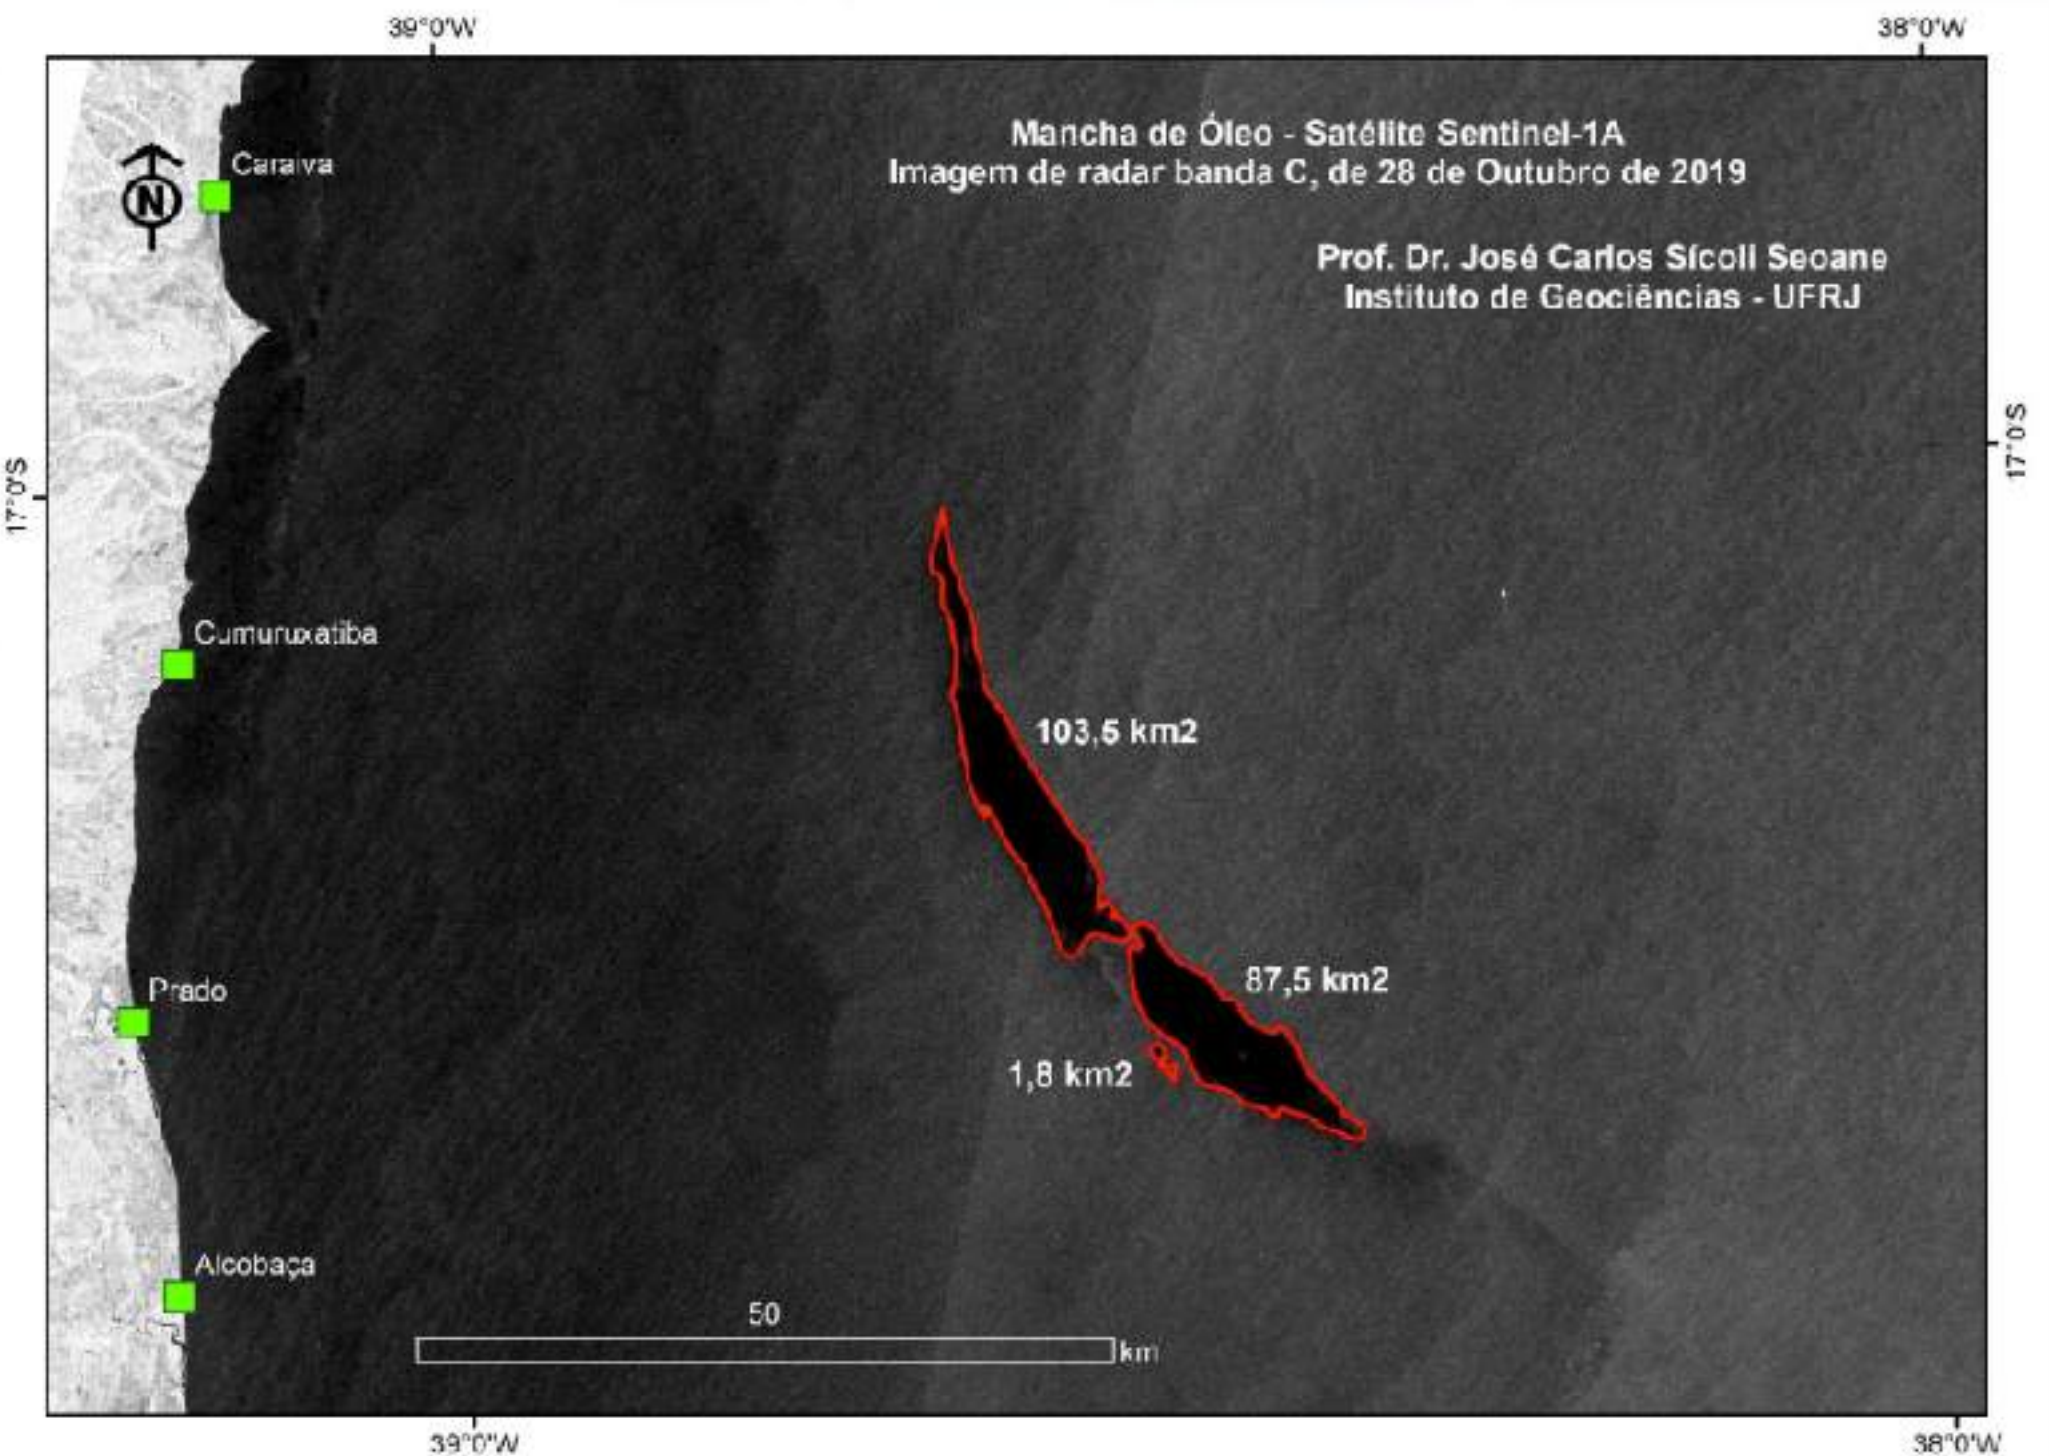 39°0'W
38°0'W
Mancha de Óleo - Satélite Sentinel-1A
Imagem de radar banda C, de 28 de Outubro de 2019
Caraiva
N
Prof. Dr. José Carlos Sícoli Seoane
Instituto de Geociências - UFRJ
17°0'S
17°0'S
Cumuruxatiba
103,5 km2
87,5 km2
Prado
1,8 km2
Alcobaça
50
km
39°0'W
38°0'W